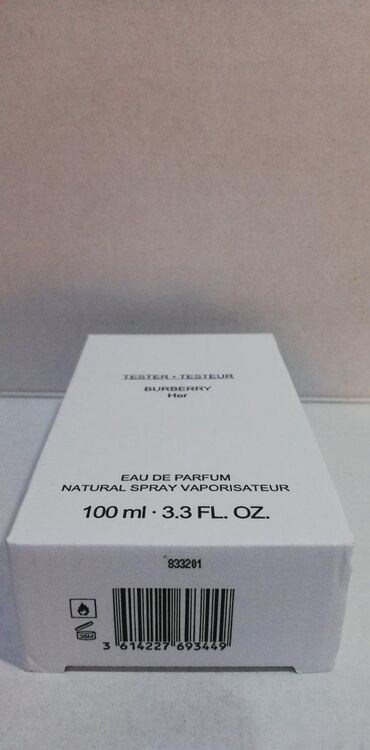 TESTER • TESTEUR
BURBERRY
Her
EAU DE PARFUM
NATURAL SPRAY VAPORISATEUR
100 ml · 3.3 FL. OZ.
833201
36M
3 614227 693449